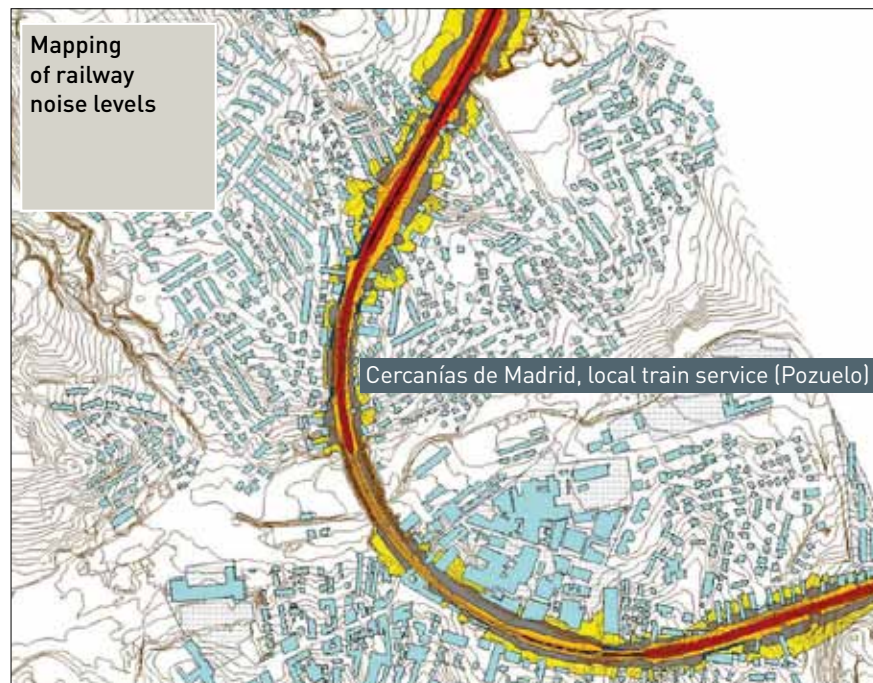 Mapping
of railway
noise levels
Cercanías de Madrid, local train service (Pozuelo)